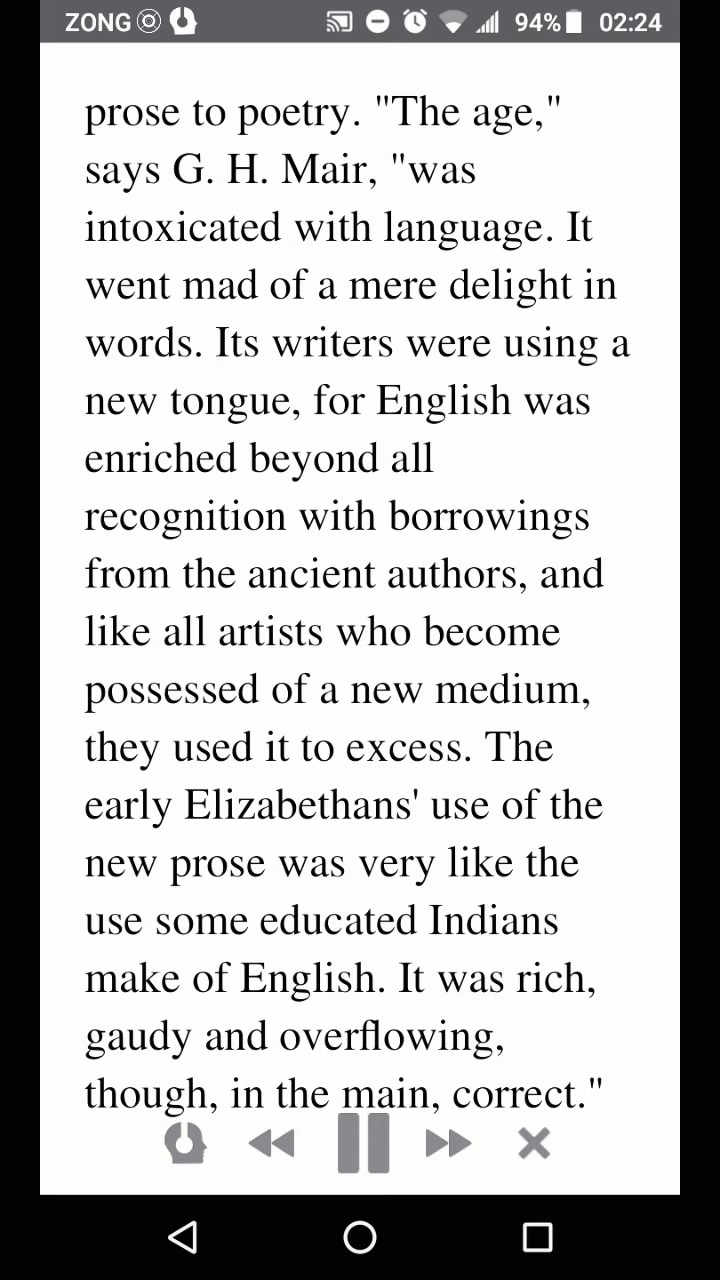 ZONG 94% 02:24
prose to poetry. "The age,"
says G. H. Mair, "was
intoxicated with language. It
went mad of a mere delight in
words. Its writers were using a
new tongue, for English was
enriched beyond all
recognition with borrowings
from the ancient authors, and
like all artists who become
possessed of a new medium,
they used it to excess. The
early Elizabethans' use of the
new prose was very like the
use some educated Indians
make of English. It was rich,
gaudy and overflowing,
though, in the main, correct."